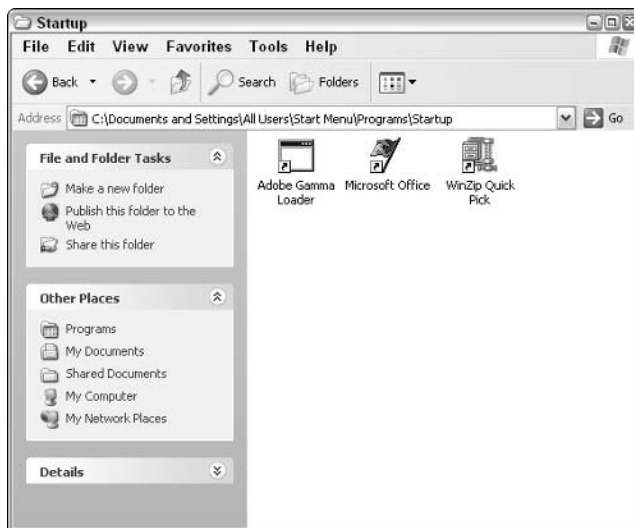 Startup
File Edit View Favorites Tools Help
Back Search Folders
Address C:\Documents and Settings\All Users\Start Menu\Programs\Startup Go
File and Folder Tasks
Make a new folder
Publish this folder to the
Web
Share this folder
Other Places
Programs
My Documents
Shared Documents
My Computer
My Network Places
Details
Adobe Gamma
Loader
Microsoft Office
WinZip Quick
Pick